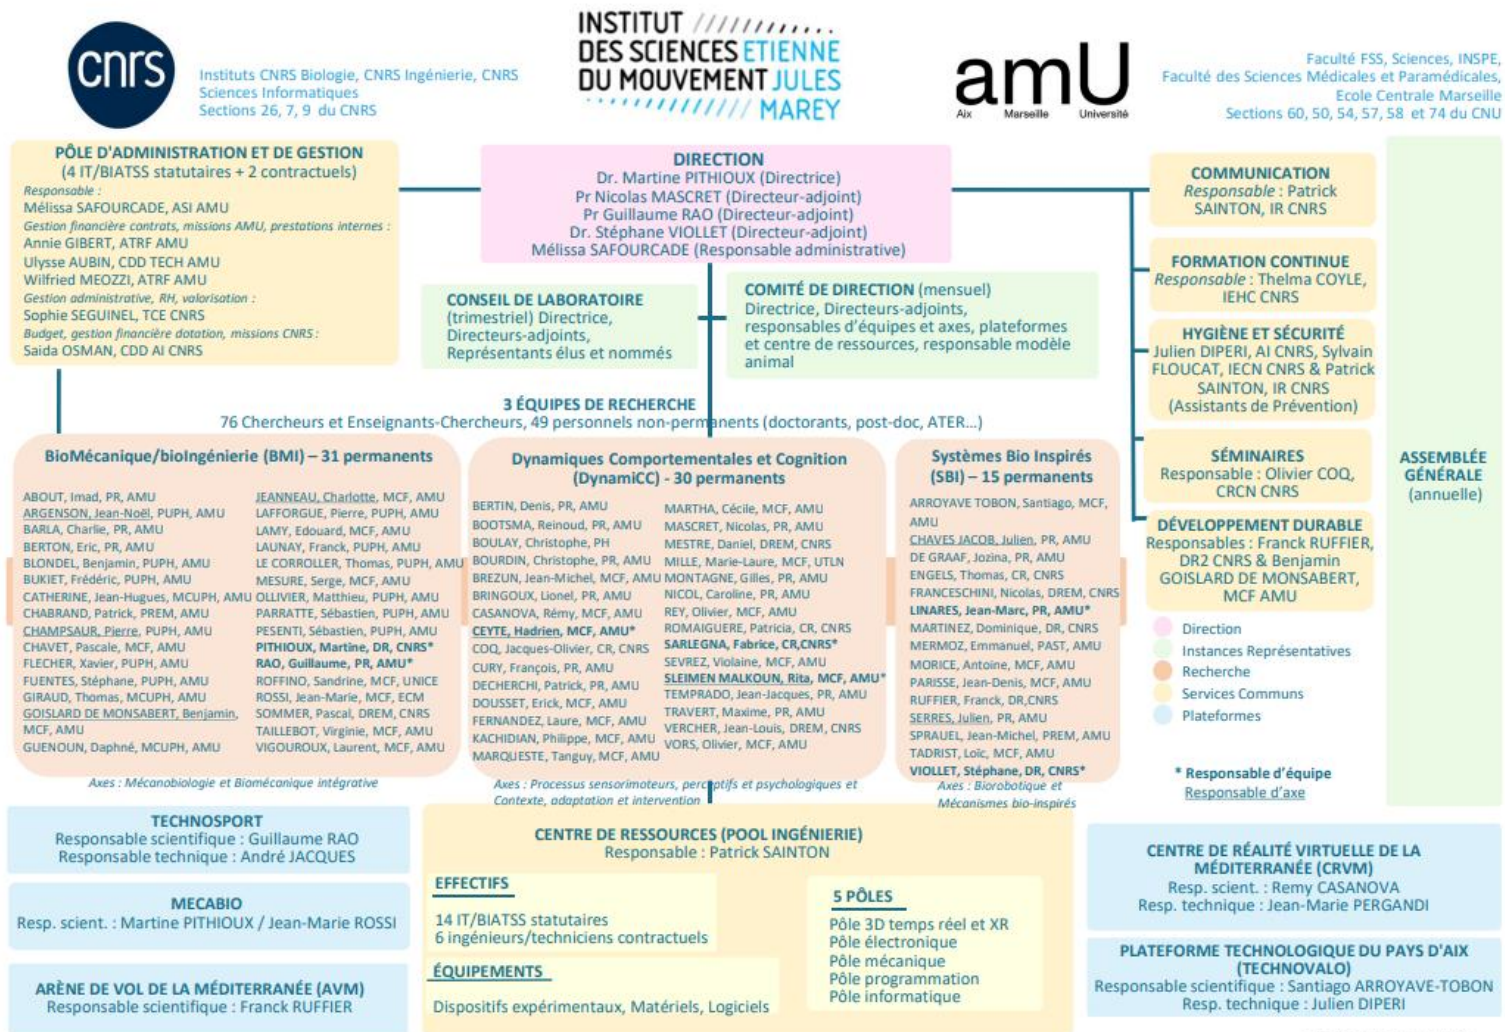 cnrs
Instituts CNRS Biologie, CNRS Ingénierie, CNRS
Sciences Informatiques
Sections 26, 7, 9 du CNRS
INSTITUT
DES SCIENCES ETIENNE
DU MOUVEMENT JULES
MAREY
amU
Aix Marseille Université
Faculté FSS, Sciences, INSPE,
Faculté des Sciences Médicales et Paramédicales,
Ecole Centrale Marseille
Sections 60, 50, 54, 57, 58 et 74 du CNU
PÔLE D'ADMINISTRATION ET DE GESTION
(4 IT/BIATSS statutaires + 2 contractuels)
Responsable :
Mélissa SAFOURCADE, ASI AMU
Gestion financière contrats, missions AMU, prestations internes :
Annie GIBERT, ATRF AMU
Ulysse AUBIN, CDD TECH AMU
Wilfried MEOZZI, ATRF AMU
Gestion administrative, RH, valorisation :
Sophie SEGUINEL, TCE CNRS
Budget, gestion financière dotation, missions CNRS :
Saida OSMAN, CDD AI CNRS
DIRECTION
Dr. Martine PITHIOUX (Directrice)
Pr Nicolas MASCRET (Directeur-adjoint)
Pr Guillaume RAO (Directeur-adjoint)
Dr. Stéphane VIOLLET (Directeur-adjoint)
Mélissa SAFOURCADE (Responsable administrative)
CONSEIL DE LABORATOIRE
(trimestriel) Directrice,
Directeurs-adjoints,
Représentants élus et nommés
COMITÉ DE DIRECTION (mensuel)
Directrice, Directeurs-adjoints,
responsables d'équipes et axes, plateformes
et centre de ressources, responsable modèle
animal
COMMUNICATION
Responsable : Patrick
SAINTON, IR CNRS
FORMATION CONTINUE
Responsable : Thelma COYLE,
IEHC CNRS
HYGIÈNE ET SÉCURITÉ
Julien DIPERI, AI CNRS, Sylvain
FLOUCAT, IECN CNRS & Patrick
SAINTON, IR CNRS
(Assistants de Prévention)
SÉMINAIRES
Responsable : Olivier COQ,
CRCN CNRS
DÉVELOPPEMENT DURABLE
Responsables : Franck RUFFIER,
DR2 CNRS & Benjamin
GOISLARD DE MONSABERT,
MCF AMU
ASSEMBLÉE
GÉNÉRALE
(annuelle)
3 ÉQUIPES DE RECHERCHE
76 Chercheurs et Enseignants-Chercheurs, 49 personnels non-permanents (doctorants, post-doc, ATER...)
BioMécanique/bioIngénierie (BMI) – 31 permanents
ABOUT, Imad, PR, AMU
ARGENSON, Jean-Noël, PUPH, AMU
BARLA, Charlie, PR, AMU
BERTON, Eric, PR, AMU
BLONDEL, Benjamin, PUPH, AMU
BUKIET, Frédéric, PUPH, AMU
CATHERINE, Jean-Hugues, MCUPH, AMU
CHABRAND, Patrick, PREM, AMU
CHAMPSAUR, Pierre, PUPH, AMU
CHAVET, Pascale, MCF, AMU
FLECHER, Xavier, PUPH, AMU
FUENTES, Stéphane, PUPH, AMU
GIRAUD, Thomas, MCUPH, AMU
GOISLARD DE MONSABERT, Benjamin,
MCF, AMU
GUENOUN, Daphné, MCUPH, AMU
JEANNEAU, Charlotte, MCF, AMU
LAFFORGUE, Pierre, PUPH, AMU
LAMY, Edouard, MCF, AMU
LAUNAY, Franck, PUPH, AMU
LE CORROLLER, Thomas, PUPH, AMU
MESURE, Serge, MCF, AMU
OLLIVIER, Matthieu, PUPH, AMU
PARRATTE, Sébastien, PUPH, AMU
PESENTI, Sébastien, PUPH, AMU
PITHIOUX, Martine, DR, CNRS*
RAO, Guillaume, PR, AMU*
ROFFINO, Sandrine, MCF, UNICE
ROSSI, Jean-Marie, MCF, ECM
SOMMER, Pascal, DREM, CNRS
TAILLEBOT, Virginie, MCF, AMU
VIGOUROUX, Laurent, MCF, AMU
Axes : Mécanobiologie et Biomécanique intégrative
Dynamiques Comportementales et Cognition
(DynamiCC) - 30 permanents
BERTIN, Denis, PR, AMU
BOOTSMA, Reinoud, PR, AMU
BOULAY, Christophe, PH
BOURDIN, Christophe, PR, AMU
BREZUN, Jean-Michel, MCF, AMU
BRINGOUX, Lionel, PR, AMU
CASANOVA, Rémy, MCF, AMU
CEYTE, Hadrien, MCF, AMU*
COQ, Jacques-Olivier, CR, CNRS
CURY, François, PR, AMU
DECHERCHI, Patrick, PR, AMU
DOUSSET, Erick, MCF, AMU
FERNANDEZ, Laure, MCF, AMU
KACHIDIAN, Philippe, MCF, AMU
MARQUESTE, Tanguy, MCF, AMU
MARTHA, Cécile, MCF, AMU
MASCRET, Nicolas, PR, AMU
MESTRE, Daniel, DREM, CNRS
MILLE, Marie-Laure, MCF, UTLN
MONTAGNE, Gilles, PR, AMU
NICOL, Caroline, PR, AMU
REY, Olivier, MCF, AMU
ROMAIGUERE, Patricia, CR, CNRS
SARLEGNA, Fabrice, CR,CNRS*
SEVREZ, Violaine, MCF, AMU
SLEIMEN MALKOUN, Rita, MCF, AMU*
TEMPRADO, Jean-Jacques, PR, AMU
TRAVERT, Maxime, PR, AMU
VERCHER, Jean-Louis, DREM, CNRS
VORS, Olivier, MCF, AMU
Axes : Processus sensorimoteurs, perceptifs et psychologiques et
Contexte, adaptation et intervention
Systèmes Bio Inspirés
(SBI) – 15 permanents
ARROYAVE TOBON, Santiago, MCF,
AMU
CHAVES JACOB, Julien, PR, AMU
DE GRAAF, Jozina, PR, AMU
ENGELS, Thomas, CR, CNRS
FRANCESCHINI, Nicolas, DREM, CNRS
LINARES, Jean-Marc, PR, AMU*
MARTINEZ, Dominique, DR, CNRS
MERMOZ, Emmanuel, PAST, AMU
MORICE, Antoine, MCF, AMU
PARISSE, Jean-Denis, MCF, AMU
RUFFIER, Franck, DR,CNRS
SERRES, Julien, PR, AMU
SPRAUEL, Jean-Michel, PREM, AMU
TADRIST, Loïc, MCF, AMU
VIOLLET, Stéphane, DR, CNRS*
Axes : Biorobotique et
Mécanismes bio-inspirés
Direction
Instances Représentatives
Recherche
Services Communs
Plateformes
* Responsable d'équipe
Responsable d'axe
TECHNOSPORT
Responsable scientifique : Guillaume RAO
Responsable technique : André JACQUES
MECABIO
Resp. scient. : Martine PITHIOUX / Jean-Marie ROSSI
ARÈNE DE VOL DE LA MÉDITERRANÉE (AVM)
Responsable scientifique : Franck RUFFIER
CENTRE DE RESSOURCES (POOL INGÉNIERIE)
Responsable : Patrick SAINTON
EFFECTIFS
14 IT/BIATSS statutaires
6 ingénieurs/techniciens contractuels
ÉQUIPEMENTS
Dispositifs expérimentaux, Matériels, Logiciels
5 PÔLES
Pôle 3D temps réel et XR
Pôle électronique
Pôle mécanique
Pôle programmation
Pôle informatique
CENTRE DE RÉALITÉ VIRTUELLE DE LA
MÉDITERRANÉE (CRVM)
Resp. scient. : Remy CASANOVA
Resp. technique : Jean-Marie PERGANDI
PLATEFORME TECHNOLOGIQUE DU PAYS D'AIX
(TECHNOVALO)
Responsable scientifique : Santiago ARROYAVE-TOBON
Resp. technique : Julien DIPERI